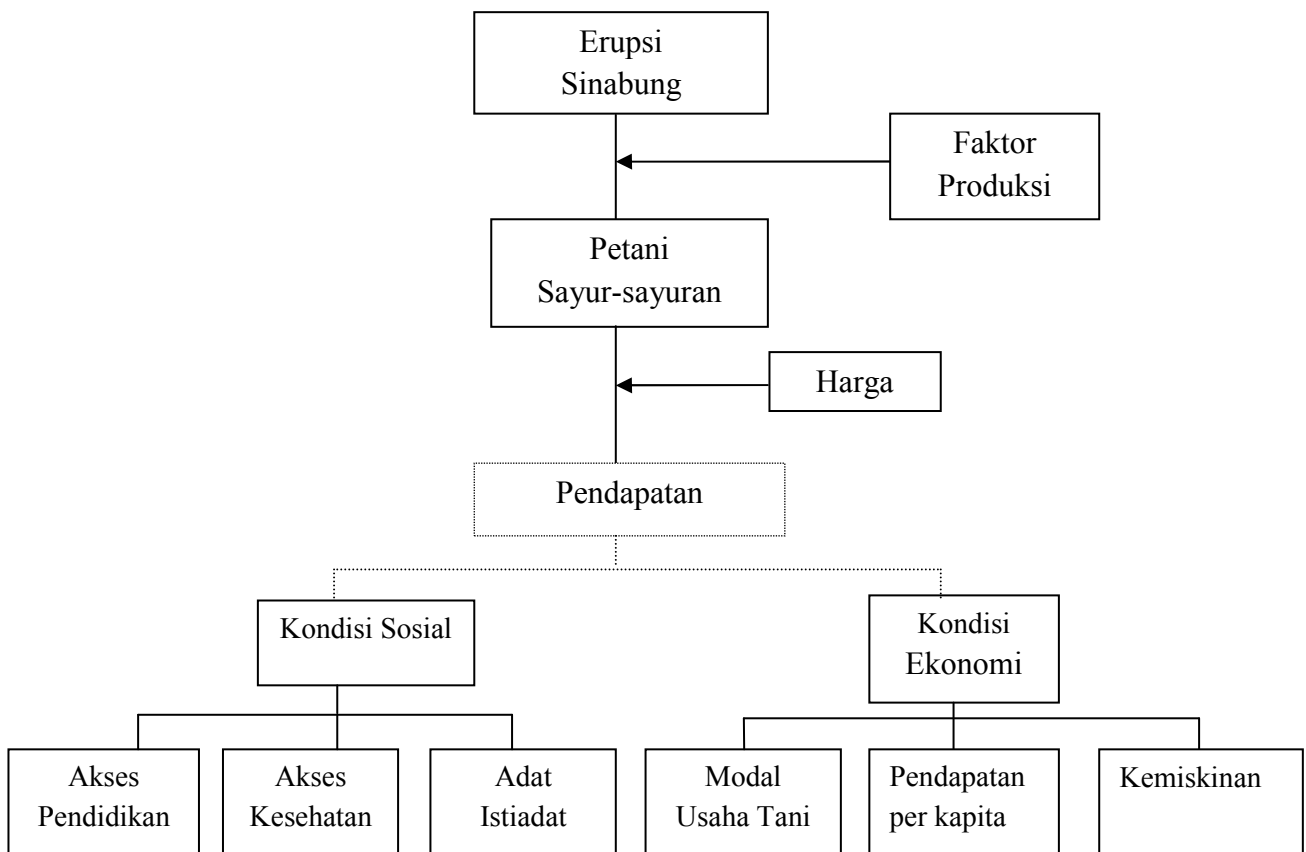 Erupsi
Sinabung
Faktor
Produksi
Petani
Sayur-sayuran
Harga
Pendapatan
Kondisi Sosial
Kondisi
Ekonomi
Akses
Pendidikan
Akses
Kesehatan
Adat
Istiadat
Modal
Usaha Tani
Pendapatan
per kapita
Kemiskinan